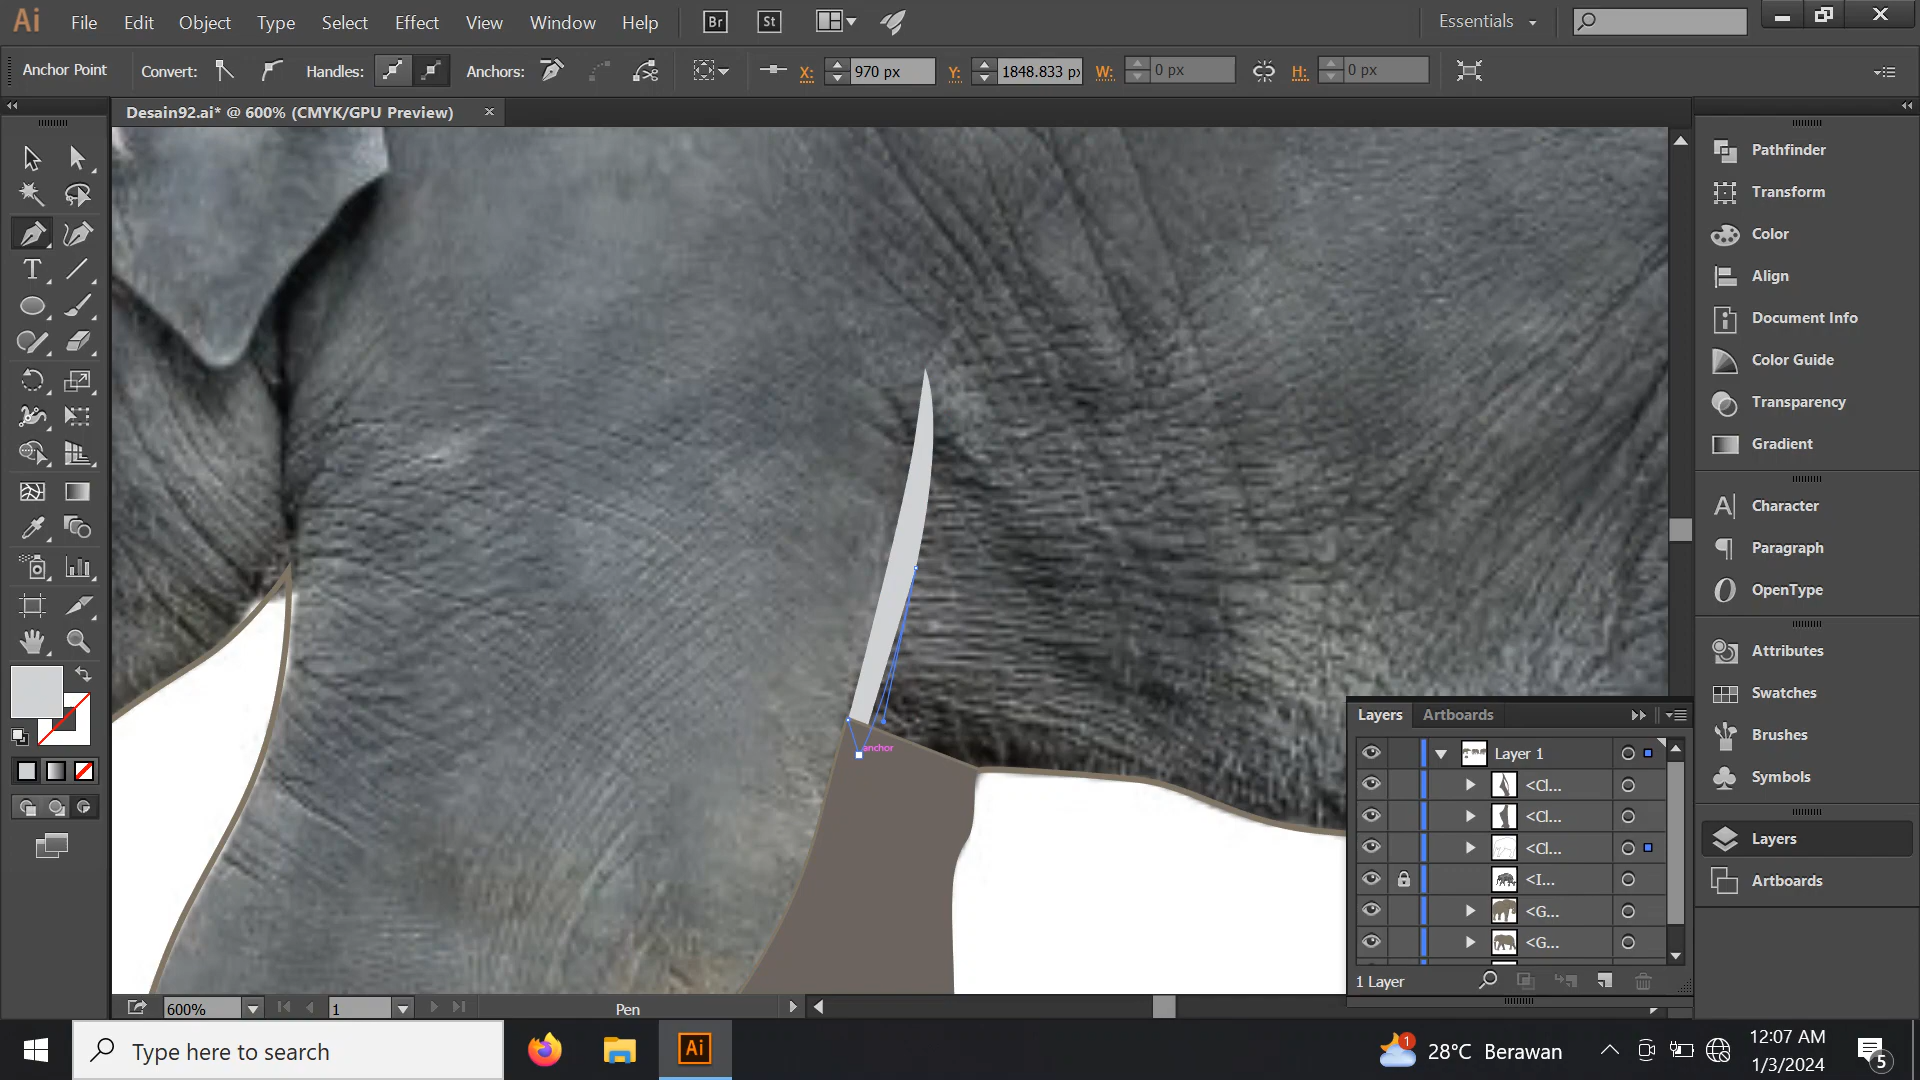 Ai File Edit Object Type Select Effect View Window Help Br St Essentials
Anchor Point Convert: Handles: Anchors: X: 970 px Y: 1848.833 px W: 0 px H: 0 px
Desain92.ai* @ 600% (CMYK/GPU Preview)
Pathfinder
Transform
Color
Align
Document Info
Color Guide
Transparency
Gradient
Character
Paragraph
OpenType
Attributes
Swatches
Brushes
Symbols
Layers
Artboards
anchor
Layers Artboards
Layer 1
<Cl...
<Cl...
<Cl...
<I...
<G...
<G...
1 Layer
600% 1 Pen
Type here to search
Ai
1 28°C Berawan
12:07 AM
1/3/2024
5